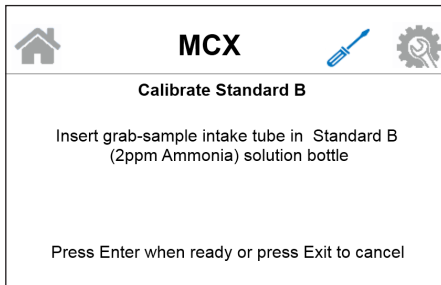 MCX
Calibrate Standard B
Insert grab-sample intake tube in Standard B
(2ppm Ammonia) solution bottle
Press Enter when ready or press Exit to cancel